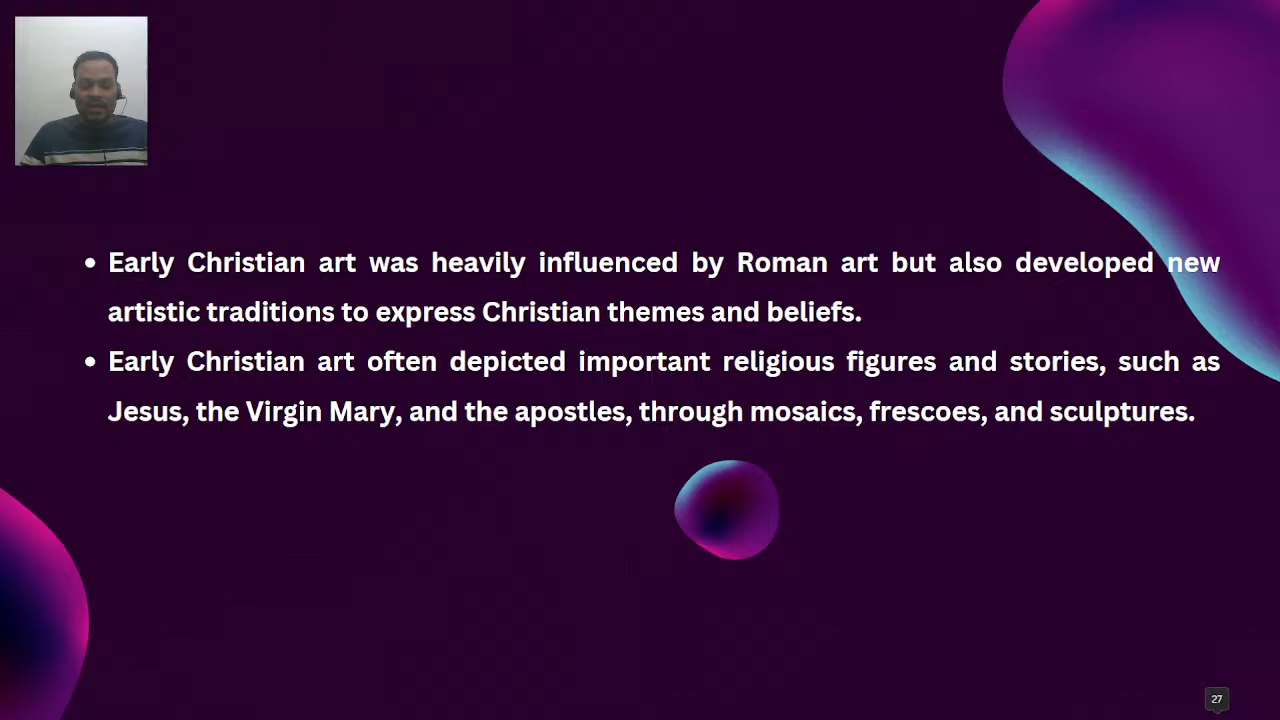 • Early Christian art was heavily influenced by Roman art but also developed new
artistic traditions to express Christian themes and beliefs.
• Early Christian art often depicted important religious figures and stories, such as
Jesus, the Virgin Mary, and the apostles, through mosaics, frescoes, and sculptures.
27